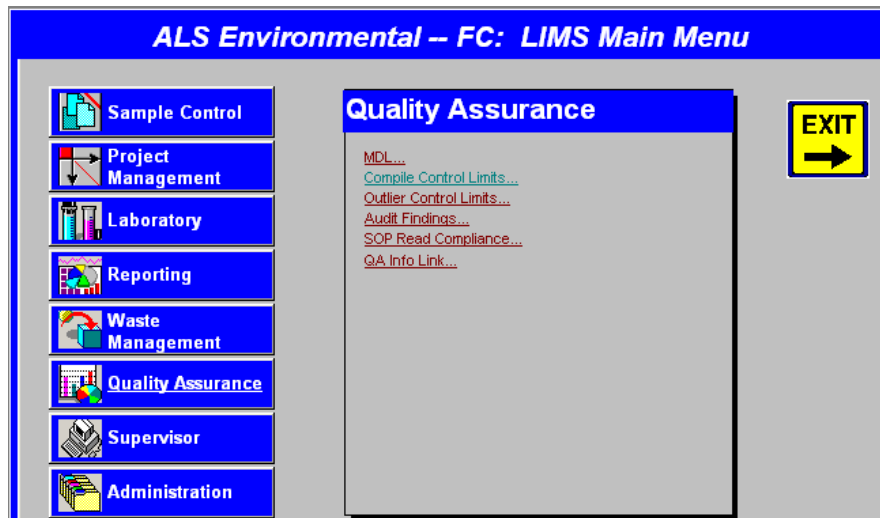 ALS Environmental -- FC: LIMS Main Menu
Sample Control
Project
Management
Laboratory
Reporting
Waste
Management
Quality Assurance
Supervisor
Administration
Quality Assurance
MDL...
Compile Control Limits...
Outlier Control Limits...
Audit Findings...
SOP Read Compliance...
QA Info Link...
EXIT